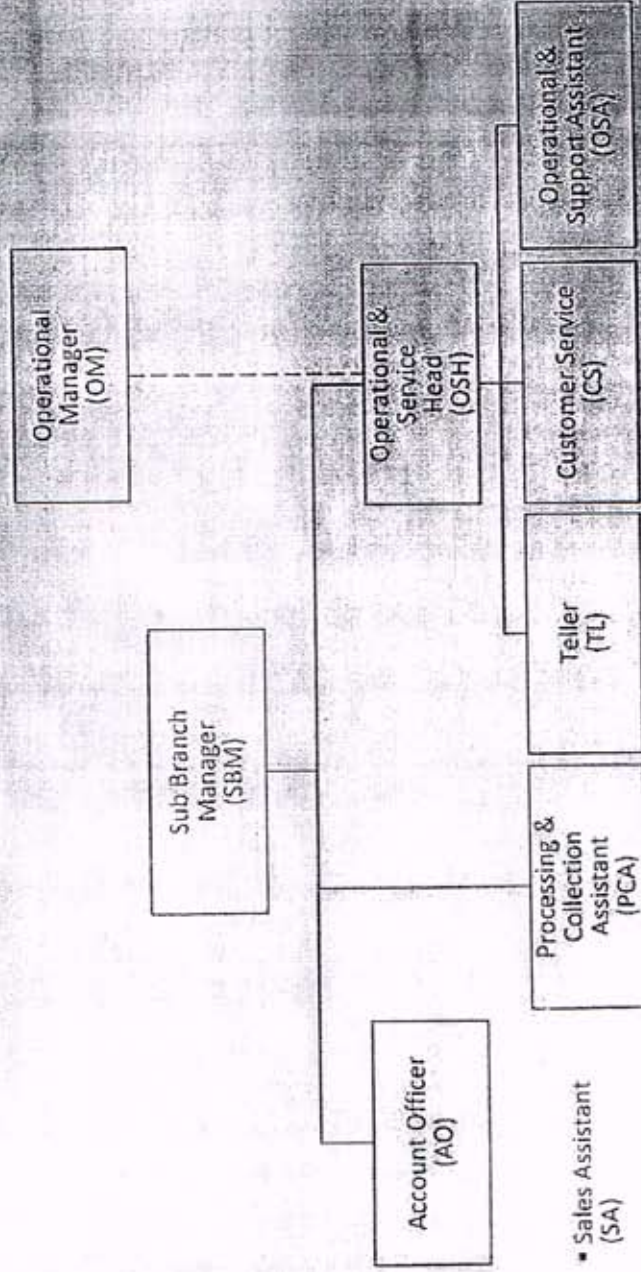 Operational
Manager
(OM)
Sub Branch
Manager
(SBM)
Account Officer
(AO)
Operational &
Service
Head
(OSH)
▪ Sales Assistant
(SA)
Processing &
Collection
Assistant
(PCA)
Teller
(TL)
Customer Service
(CS)
Operational &
Support Assistant
(OSA)